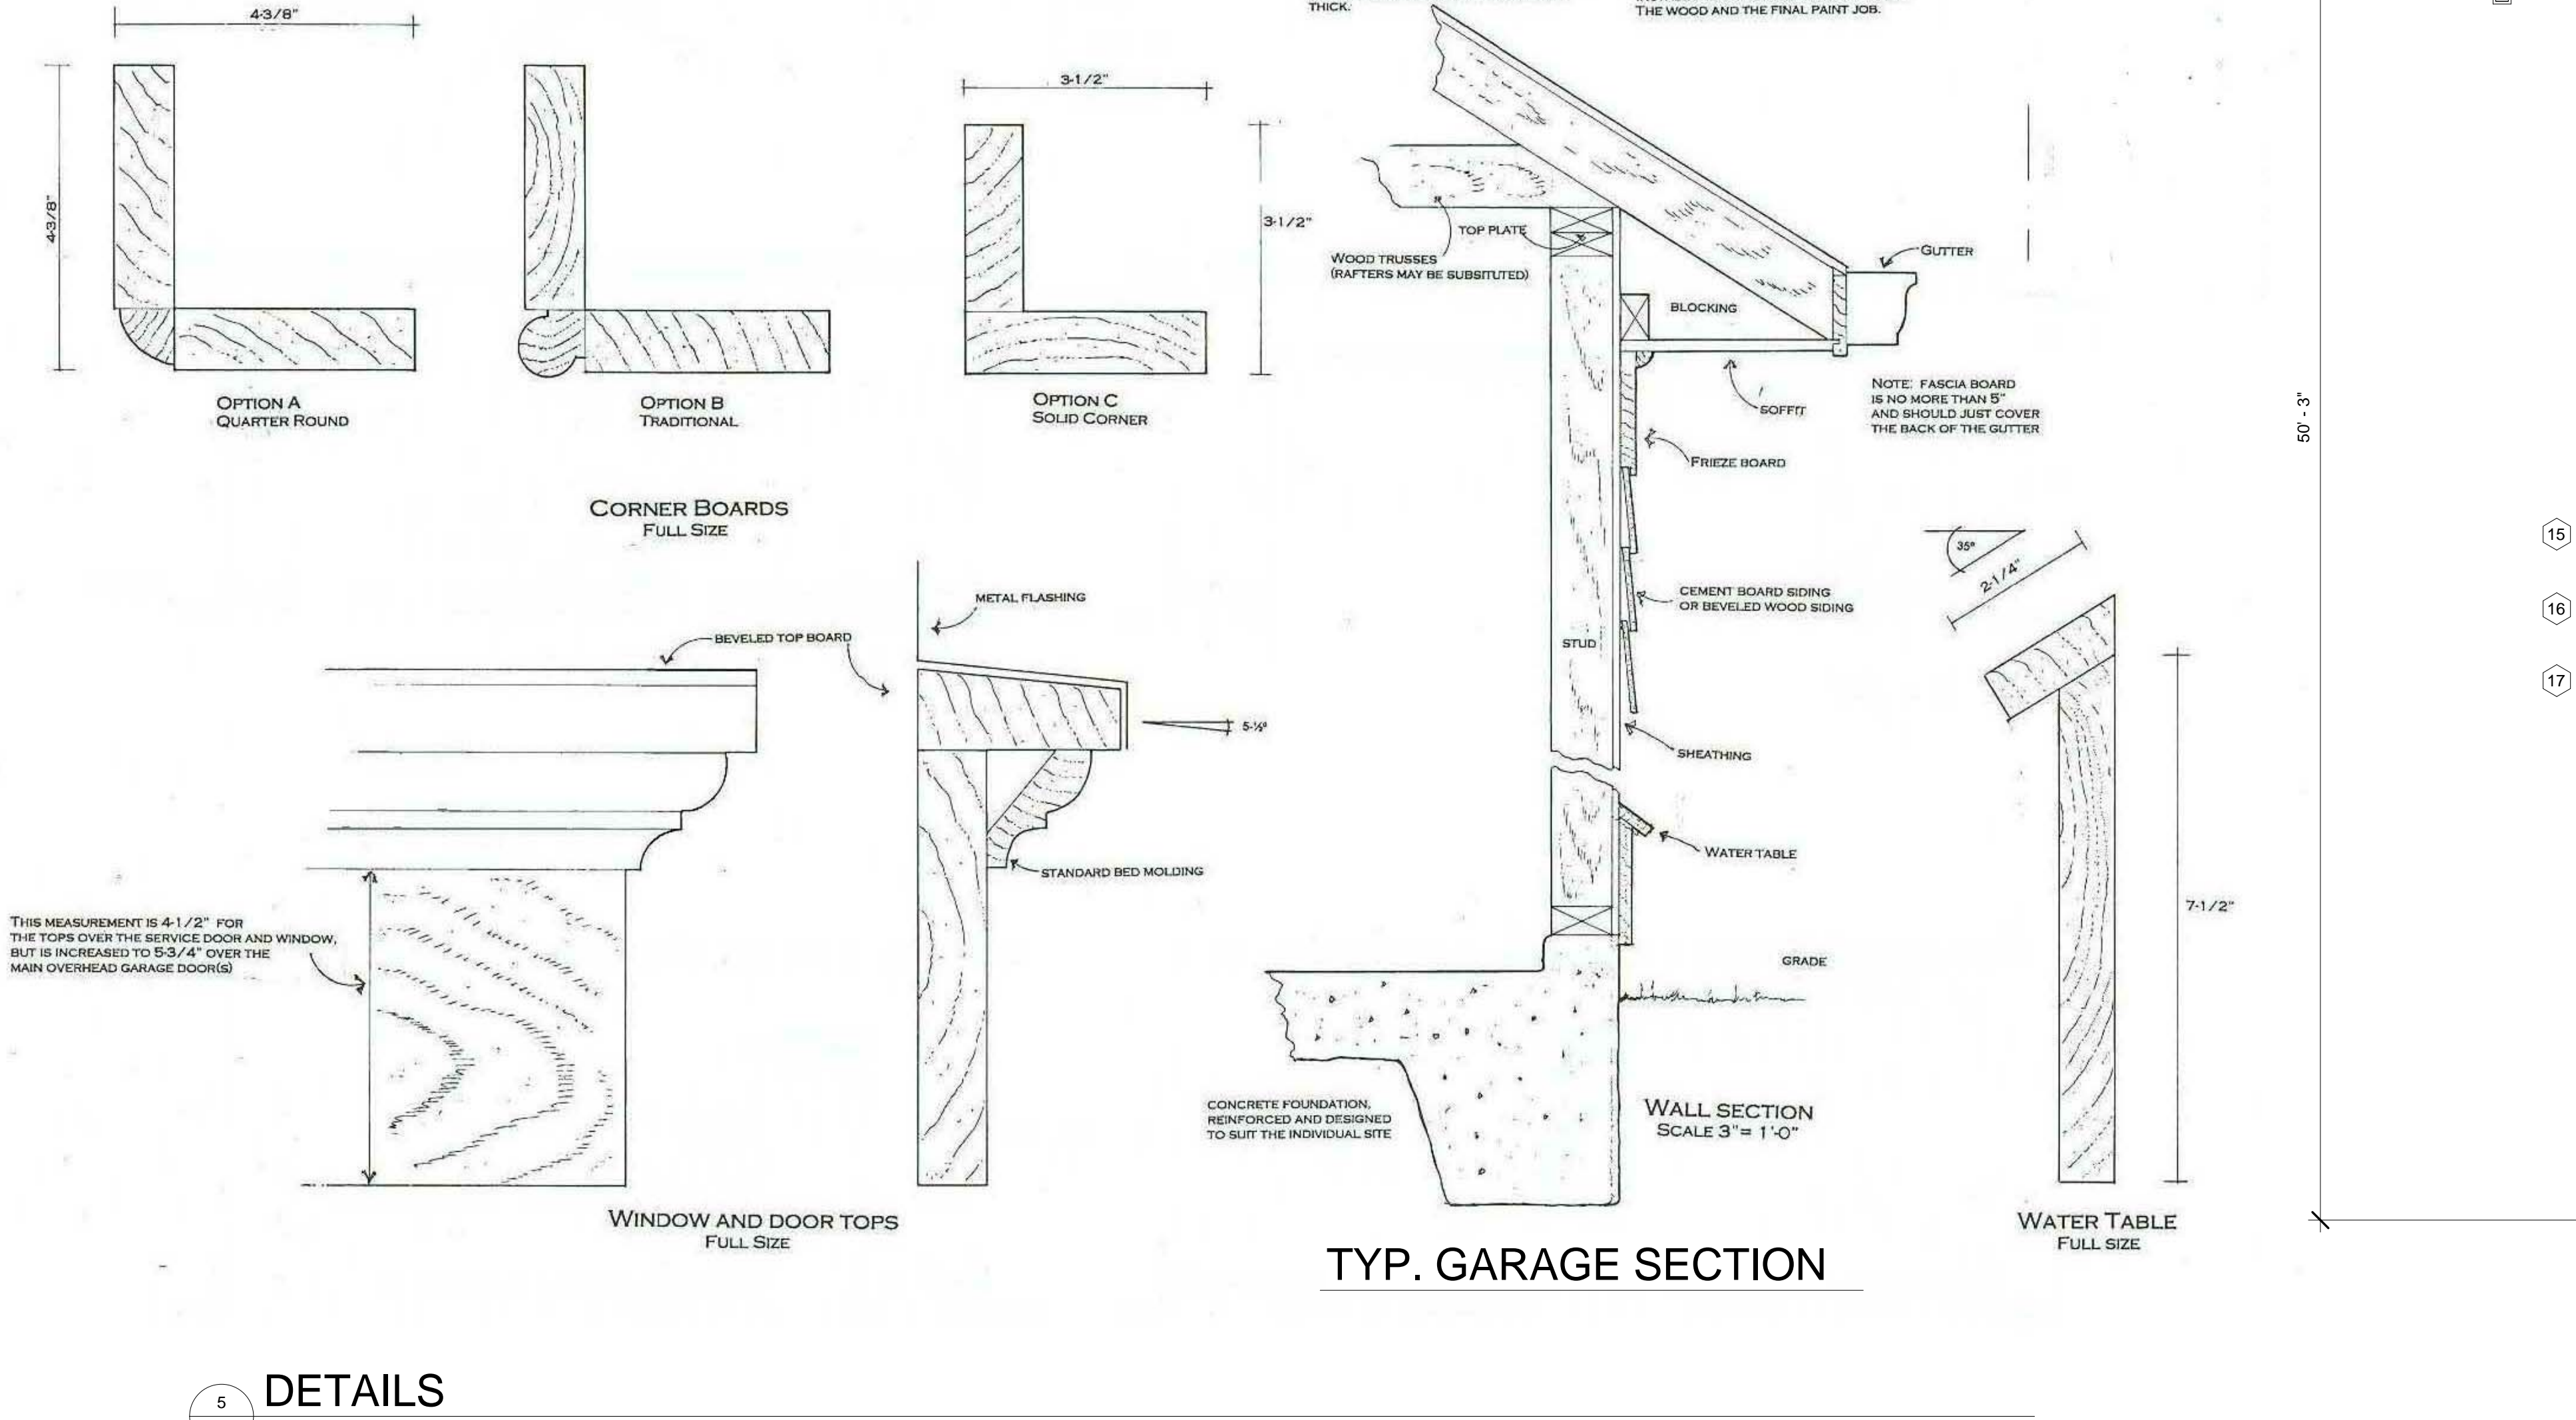 4-3/8"
THICK.
THE WOOD AND THE FINAL PAINT JOB.
4-3/8"
3-1/2"
3-1/2"
OPTION A
QUARTER ROUND
OPTION B
TRADITIONAL
OPTION C
SOLID CORNER
CORNER BOARDS
FULL SIZE
TOP PLATE
WOOD TRUSSES
(RAFTERS MAY BE SUBSITUTED)
GUTTER
BLOCKING
SOFFIT
NOTE: FASCIA BOARD
IS NO MORE THAN 5"
AND SHOULD JUST COVER
THE BACK OF THE GUTTER
FRIEZE BOARD
CEMENT BOARD SIDING
OR BEVELED WOOD SIDING
STUD
SHEATHING
WATER TABLE
GRADE
CONCRETE FOUNDATION,
REINFORCED AND DESIGNED
TO SUIT THE INDIVIDUAL SITE
WALL SECTION
SCALE 3"= 1'-0"
METAL FLASHING
BEVELED TOP BOARD
5-½°
STANDARD BED MOLDING
THIS MEASUREMENT IS 4-1/2" FOR
THE TOPS OVER THE SERVICE DOOR AND WINDOW,
BUT IS INCREASED TO 5-3/4" OVER THE
MAIN OVERHEAD GARAGE DOOR(S)
WINDOW AND DOOR TOPS
FULL SIZE
35°
2-1/4"
7-1/2"
WATER TABLE
FULL SIZE
50' - 3"
15
16
17
TYP. GARAGE SECTION
5
DETAILS